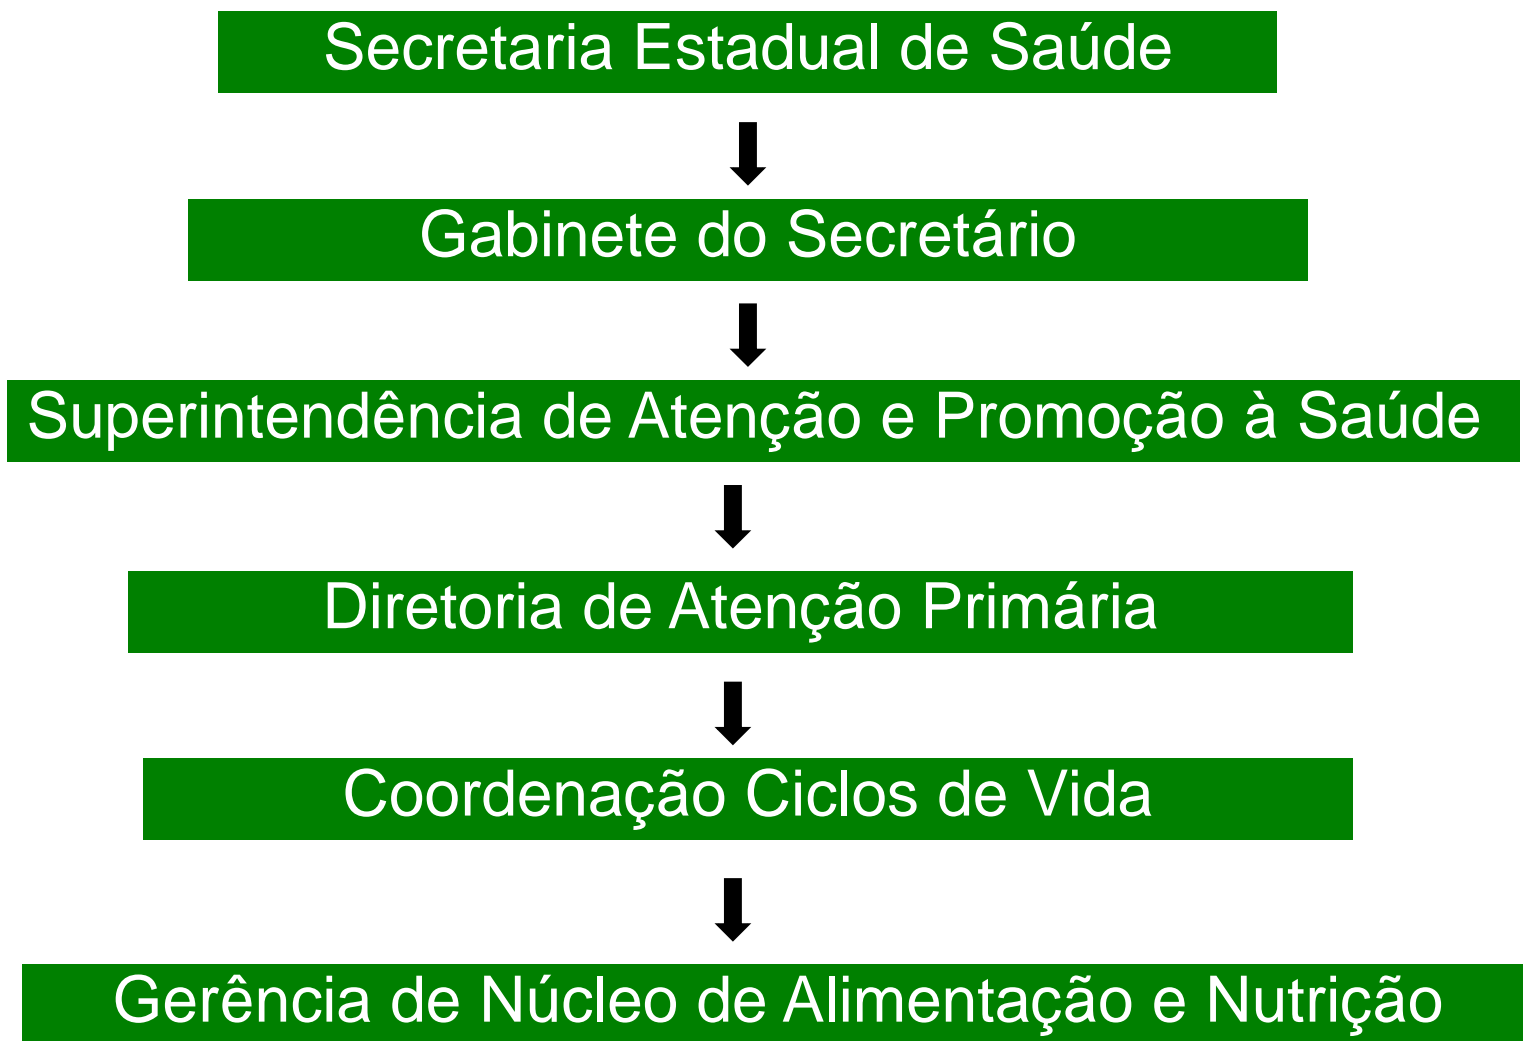 Secretaria Estadual de Saúde
Gabinete do Secretário
Superintendência de Atenção e Promoção à Saúde
Diretoria de Atenção Primária
Coordenação Ciclos de Vida
Gerência de Núcleo de Alimentação e Nutrição